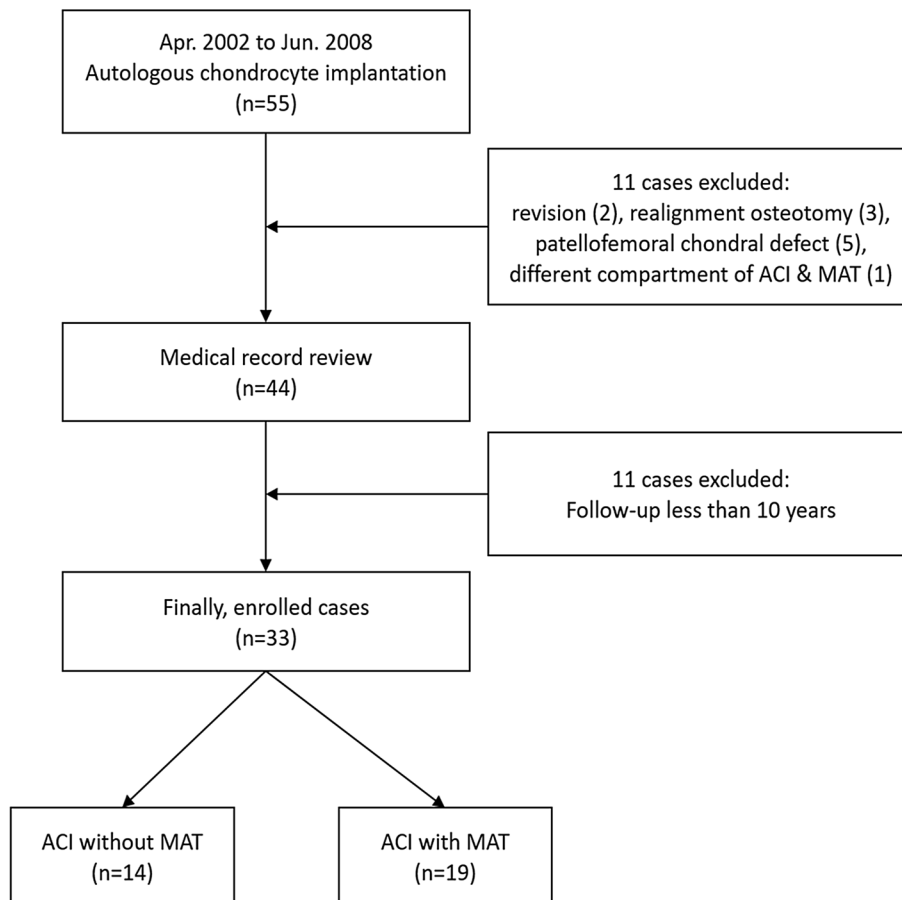 Apr. 2002 to Jun. 2008
Autologous chondrocyte implantation
(n=55)
11 cases excluded:
revision (2), realignment osteotomy (3),
patellofemoral chondral defect (5),
different compartment of ACI & MAT (1)
Medical record review
(n=44)
11 cases excluded:
Follow-up less than 10 years
Finally, enrolled cases
(n=33)
ACI without MAT
(n=14)
ACI with MAT
(n=19)